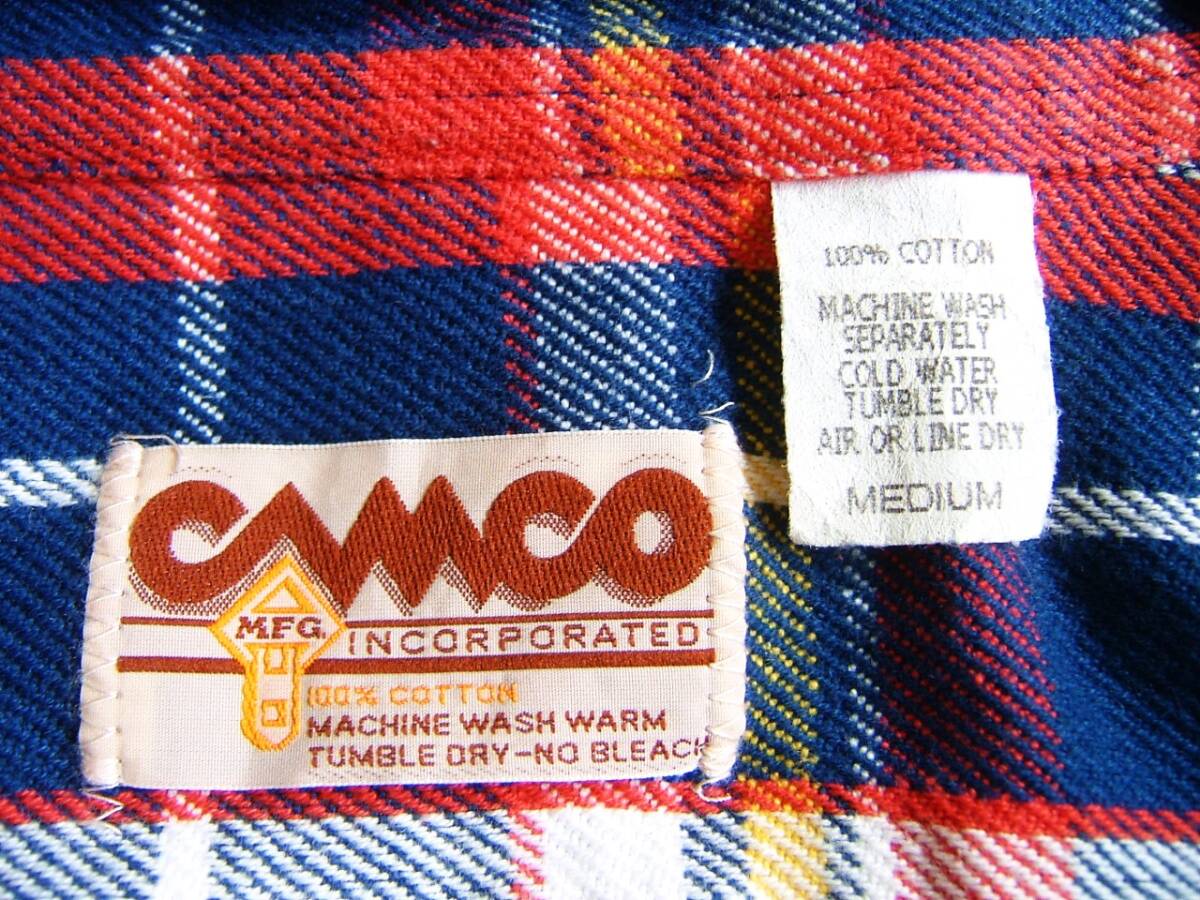 100% COTTON
MACHINE WASH
SEPARATELY
COLD WATER
TUMBLE DRY
AIR OR LINE DRY
MEDIUM
CAMCO
MFG. INCORPORATED
100% COTTON
MACHINE WASH WARM
TUMBLE DRY-NO BLEACH